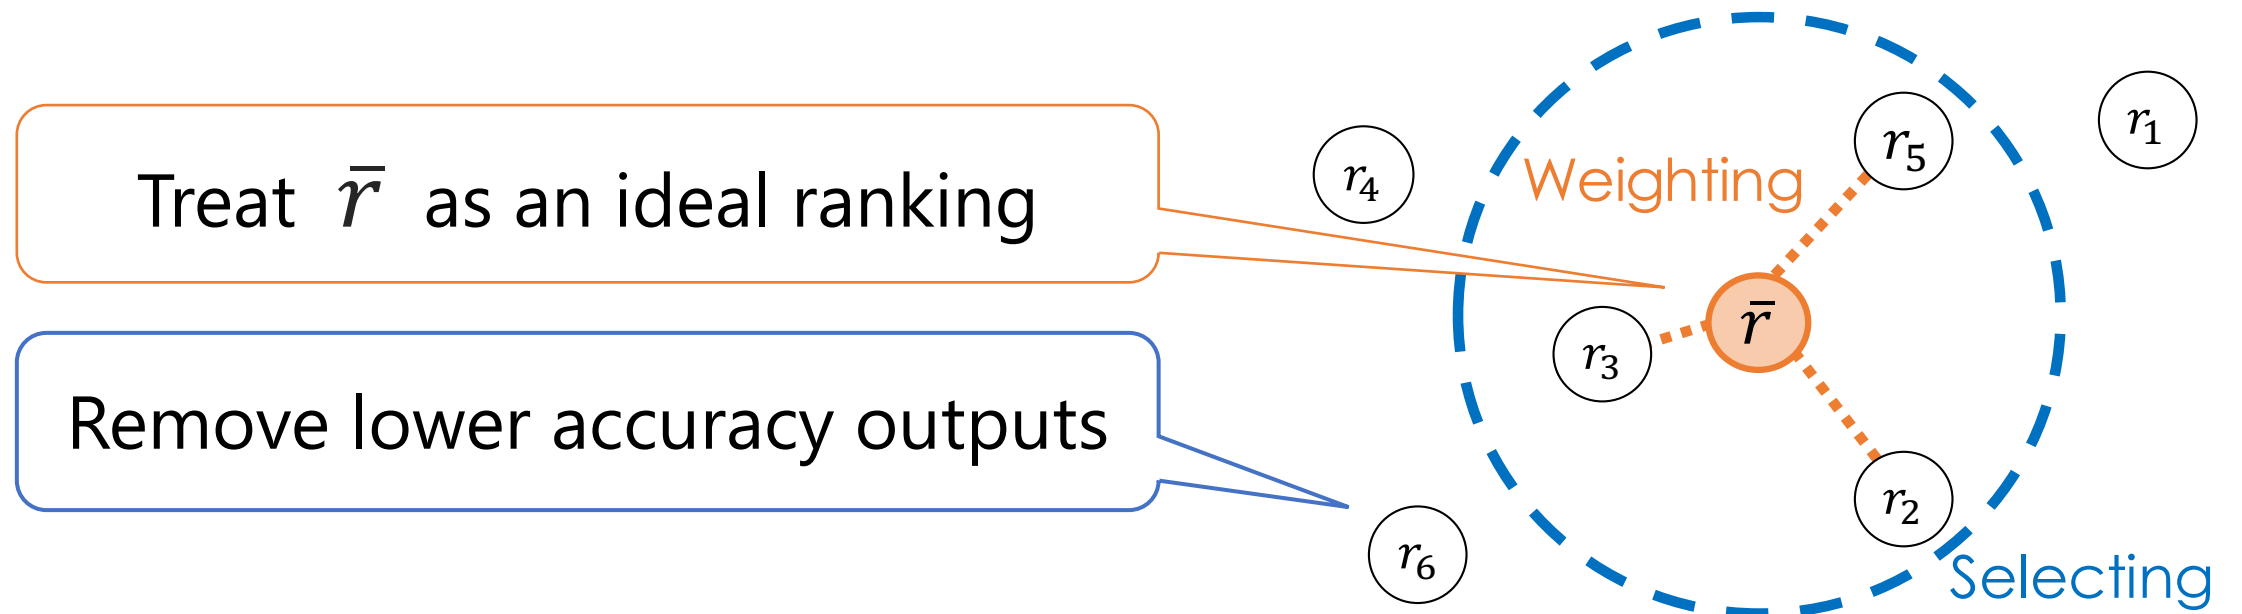 Treat r̄ as an ideal ranking
Remove lower accuracy outputs
Weighting
Selecting
r₁
r₄
r₅
r̄
r₃
r₂
r₆